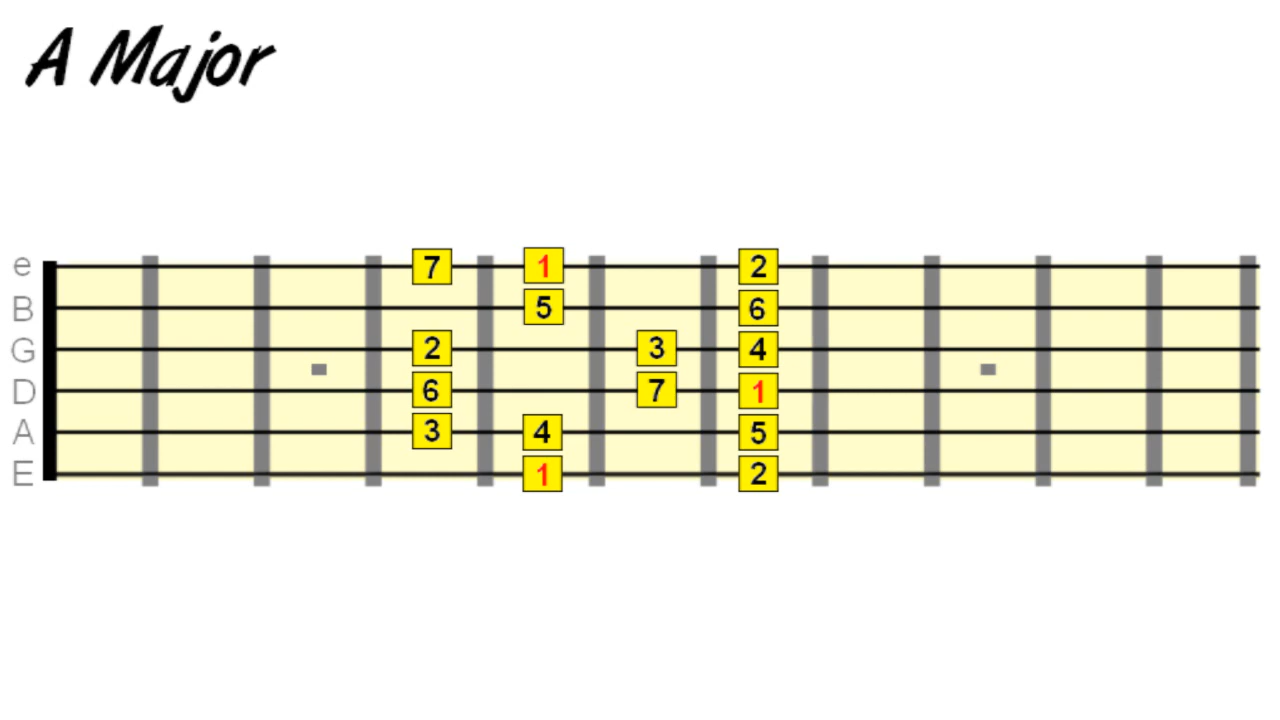 A Major
e 7 1 2
B 5 6
G 2 3 4
D 6 7 1
A 3 4 5
E 1 2